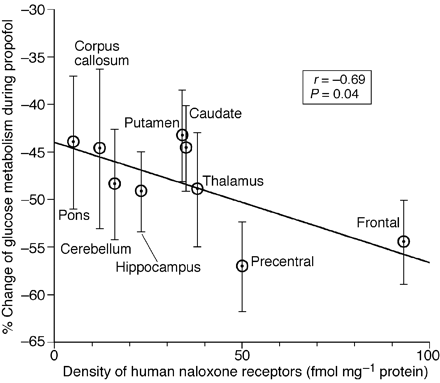 % Change of glucose metabolism during propofol
−30
−35
−40
−45
−50
−55
−60
−65
Corpus
callosum
r = −0.69
P = 0.04
Putamen
Caudate
Thalamus
Pons
Cerebellum
Hippocampus
Precentral
Frontal
0
50
100
Density of human naloxone receptors (fmol mg⁻¹ protein)